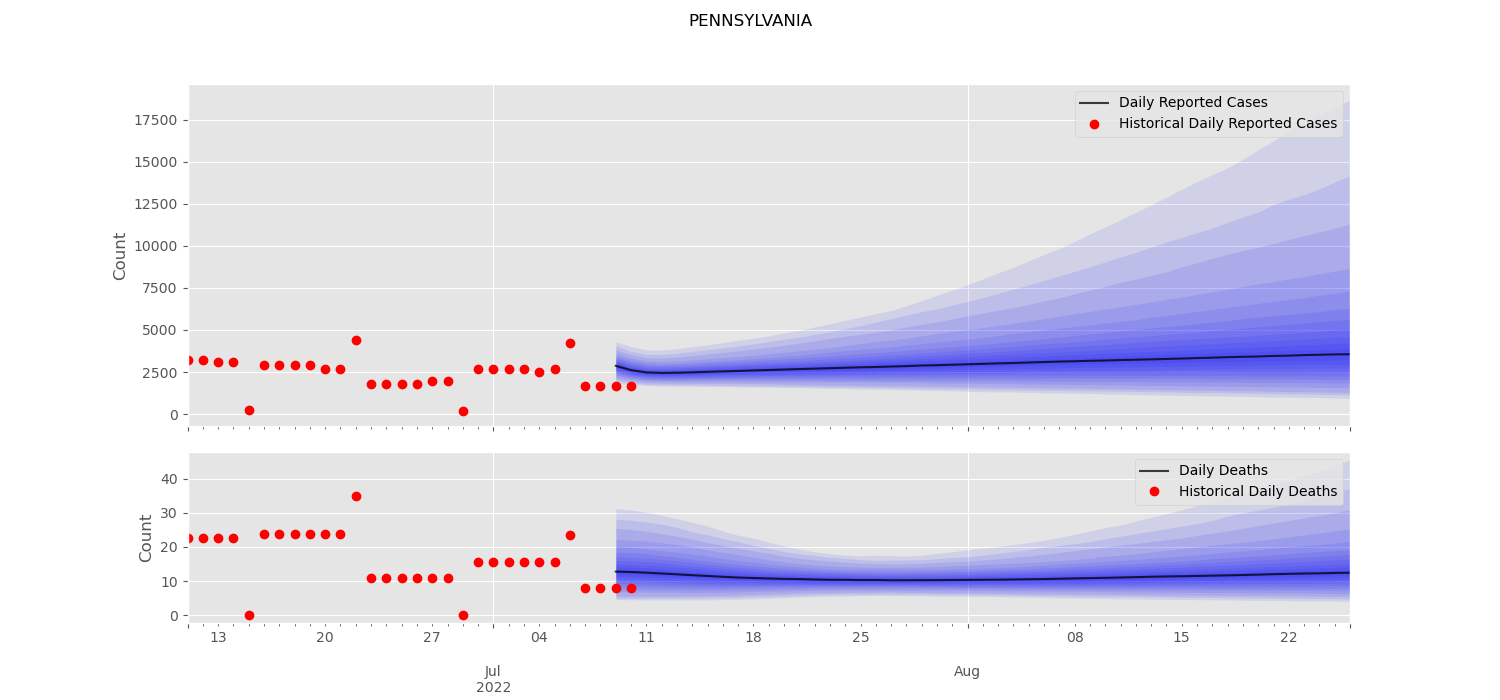 PENNSYLVANIA
Daily Reported Cases
Historical Daily Reported Cases
17500
15000
12500
10000
7500
5000
2500
0
Count
Daily Deaths
Historical Daily Deaths
40
30
20
10
0
Count
13 20 27 04 11 18 25 08 15 22
Jul Aug
2022